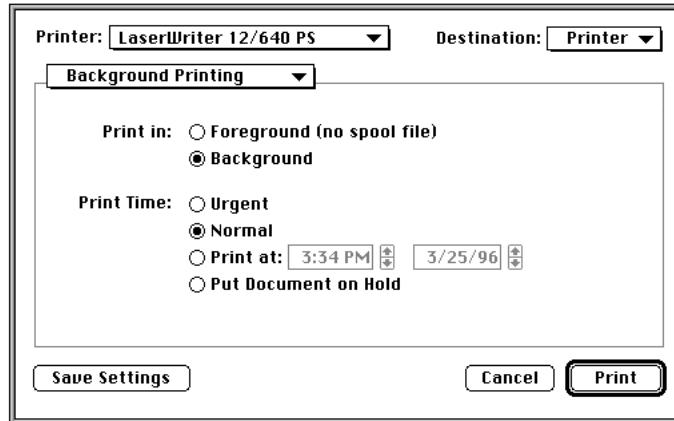 Printer: LaserWriter 12/640 PS Destination: Printer
Background Printing
Print in: Foreground (no spool file)
Background
Print Time: Urgent
Normal
Print at: 3:34 PM 3/25/96
Put Document on Hold
Save Settings Cancel Print